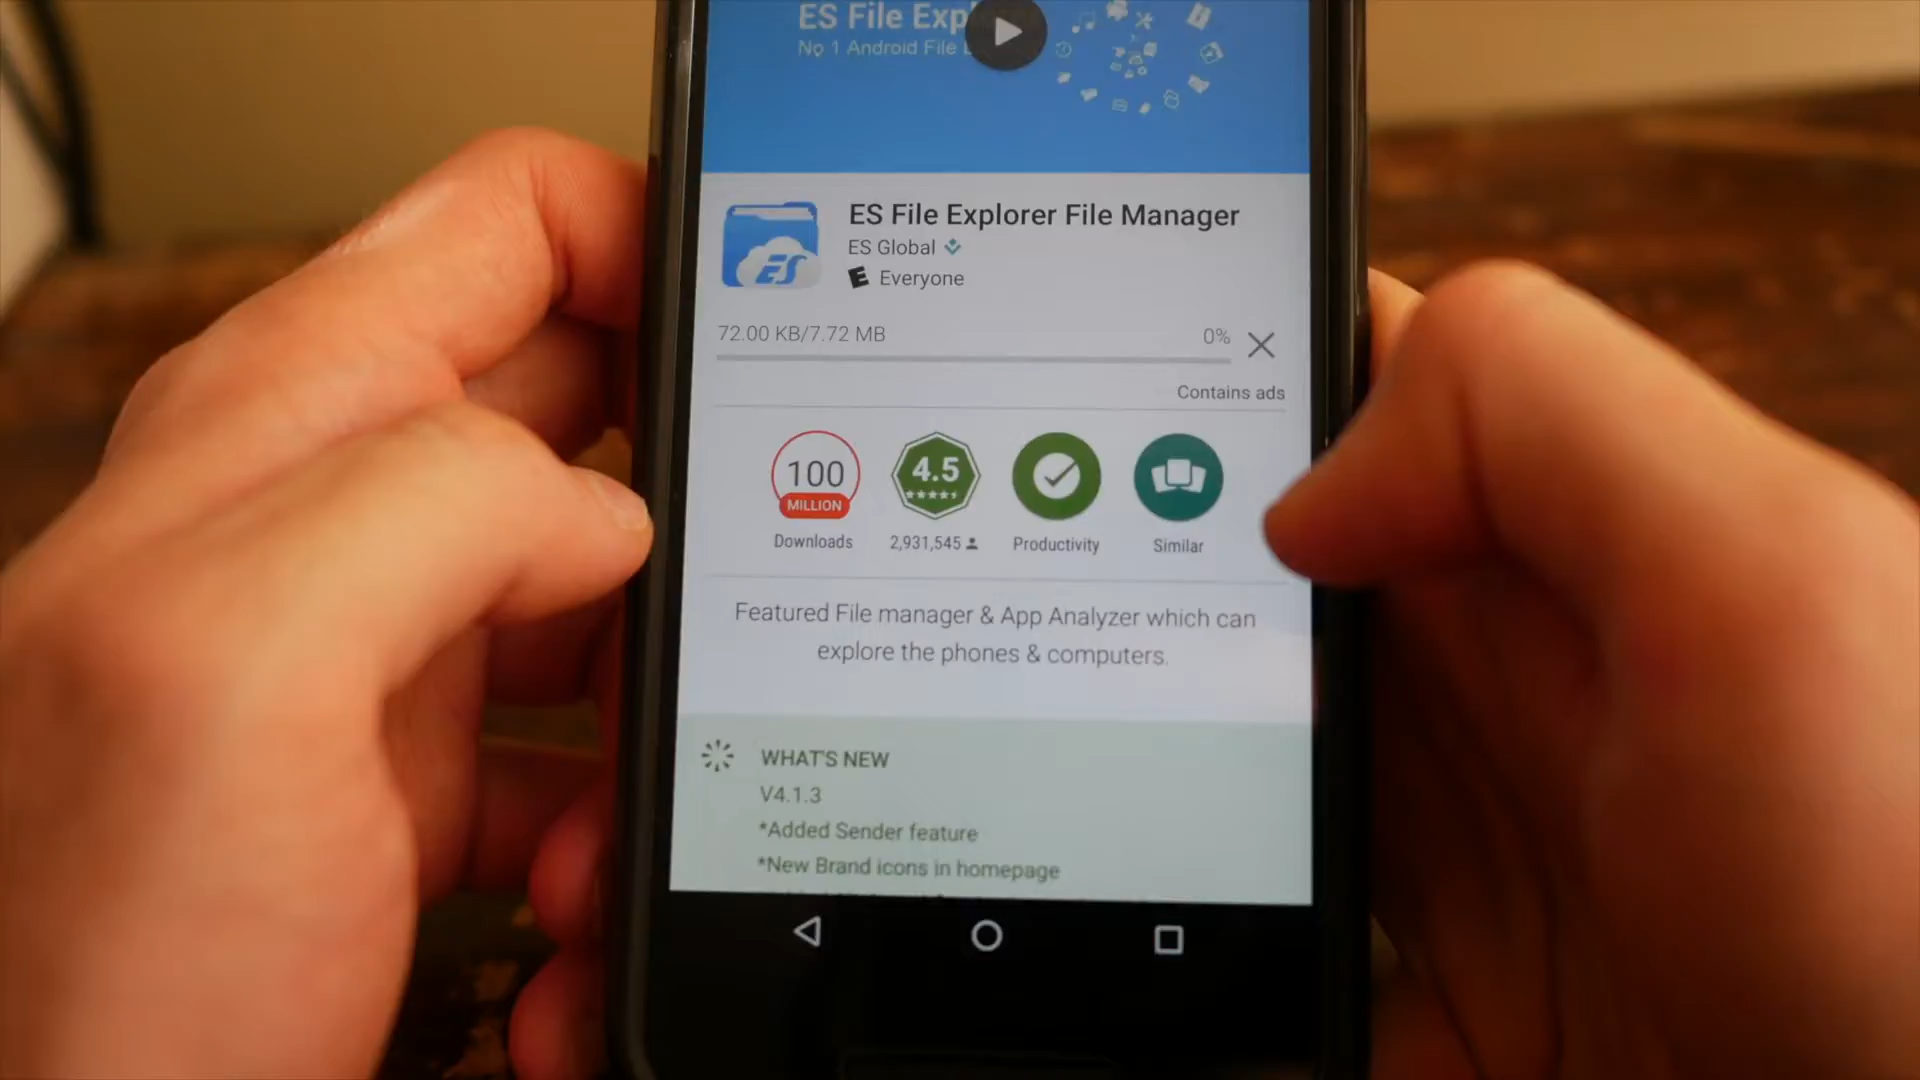 ES File Exp
No 1 Android File
ES File Explorer File Manager
ES Global
E Everyone
72.00 KB/7.72 MB 0%
Contains ads
ES
100
MILLION
Downloads
4.5
2,931,545
Productivity
Similar
Featured File manager & App Analyzer which can
explore the phones & computers.
WHAT'S NEW
V4.1.3
*Added Sender feature
*New Brand icons in homepage